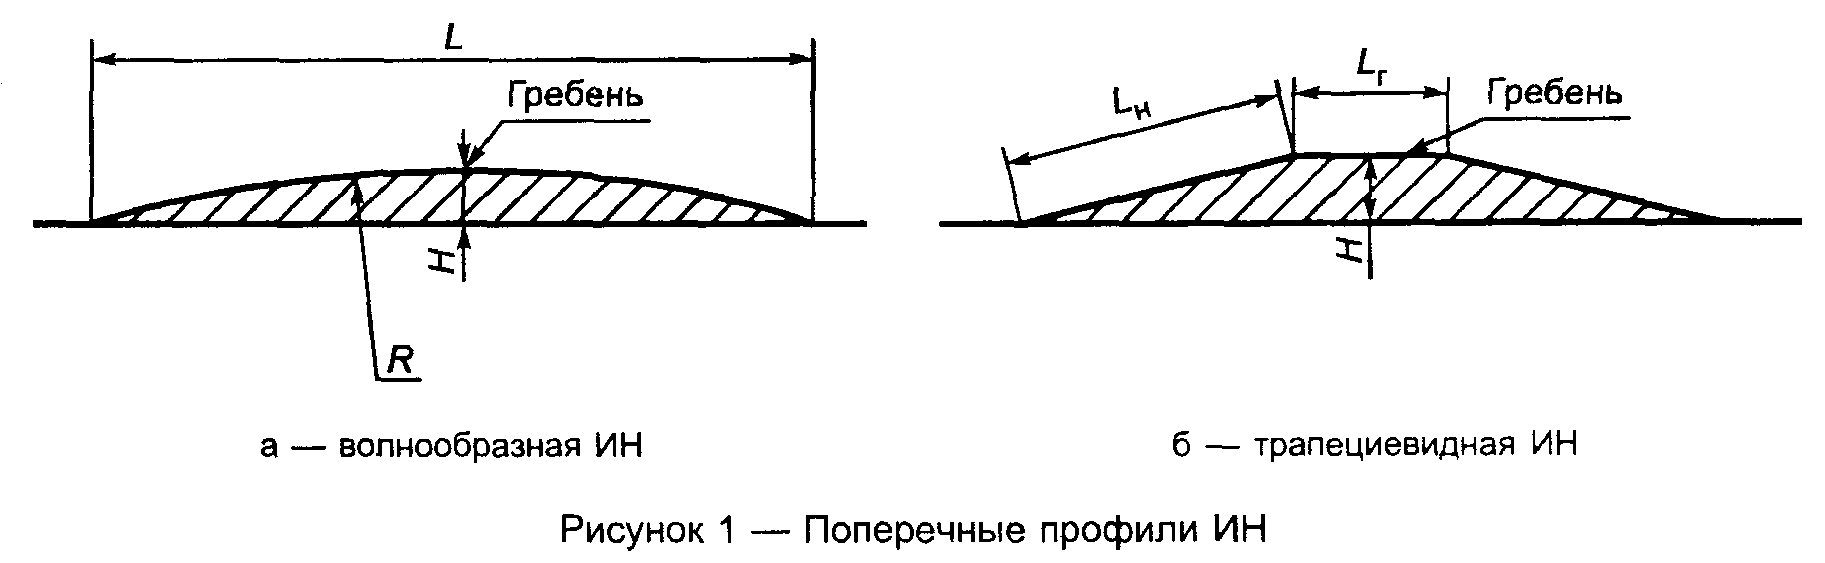 L
Гребень
H
R
а — волнообразная ИН
Lн
Lг
Гребень
H
б — трапециевидная ИН
Рисунок 1 — Поперечные профили ИН